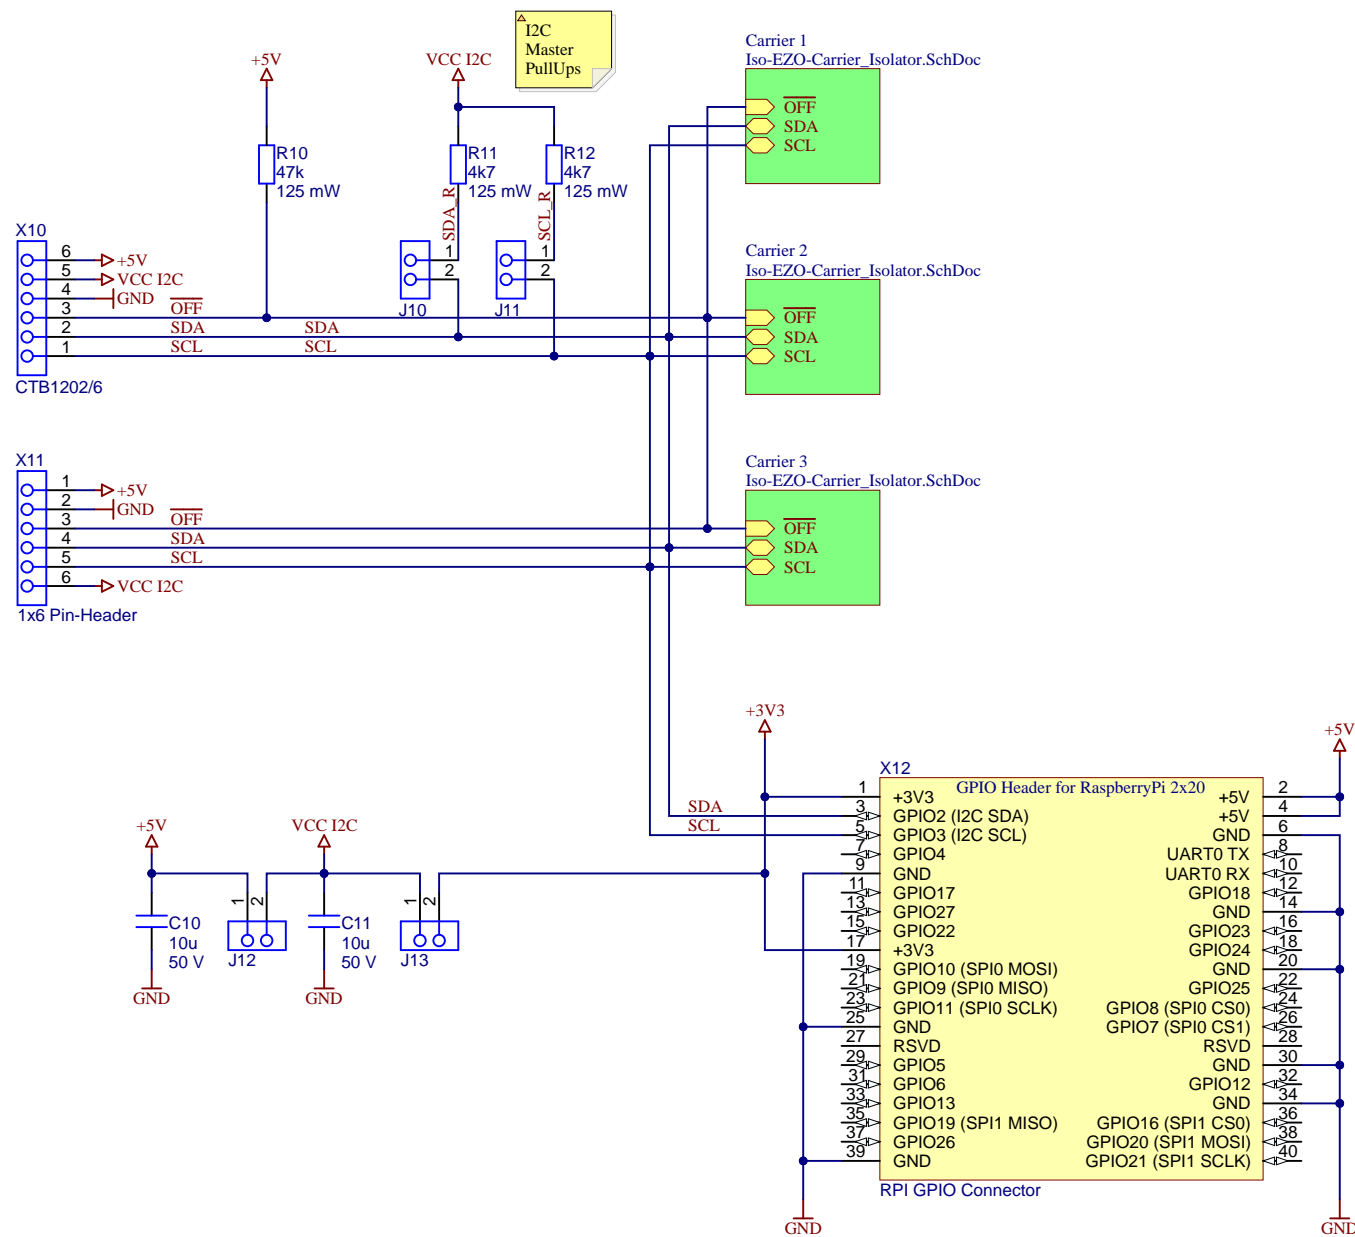 I2C
Master
PullUps
+5V
VCC I2C
R10
47k
125 mW
R11
4k7
125 mW
R12
4k7
125 mW
SDA_R
SCL_R
1
2
J10
1
2
J11
X10
6
+5V
5
VCC I2C
4
GND
3
OFF
2
SDA
SDA
1
SCL
SCL
CTB1202/6
Carrier 1
Iso-EZO-Carrier_Isolator.SchDoc
OFF
SDA
SCL
Carrier 2
Iso-EZO-Carrier_Isolator.SchDoc
OFF
SDA
SCL
X11
1
+5V
2
GND
3
OFF
4
SDA
5
SCL
6
VCC I2C
1x6 Pin-Header
Carrier 3
Iso-EZO-Carrier_Isolator.SchDoc
OFF
SDA
SCL
+5V
C10
10u
50 V
GND
1
2
J12
VCC I2C
C11
10u
50 V
GND
1
2
J13
+3V3
+5V
SDA
SCL
X12
GPIO Header for RaspberryPi 2x20
1 +3V3
+5V 2
3 GPIO2 (I2C SDA)
+5V 4
5 GPIO3 (I2C SCL)
GND 6
7 GPIO4
UART0 TX 8
9 GND
UART0 RX 10
11 GPIO17
GPIO18 12
13 GPIO27
GND 14
15 GPIO22
GPIO23 16
17 +3V3
GPIO24 18
19 GPIO10 (SPI0 MOSI)
GND 20
21 GPIO9 (SPI0 MISO)
GPIO25 22
23 GPIO11 (SPI0 SCLK)
GPIO8 (SPI0 CS0) 24
25 GND
GPIO7 (SPI0 CS1) 26
27 RSVD
RSVD 28
29 GPIO5
GND 30
31 GPIO6
GPIO12 32
33 GPIO13
GND 34
35 GPIO19 (SPI1 MISO)
GPIO16 (SPI1 CS0) 36
37 GPIO26
GPIO20 (SPI1 MOSI) 38
39 GND
GPIO21 (SPI1 SCLK) 40
RPI GPIO Connector
GND
GND